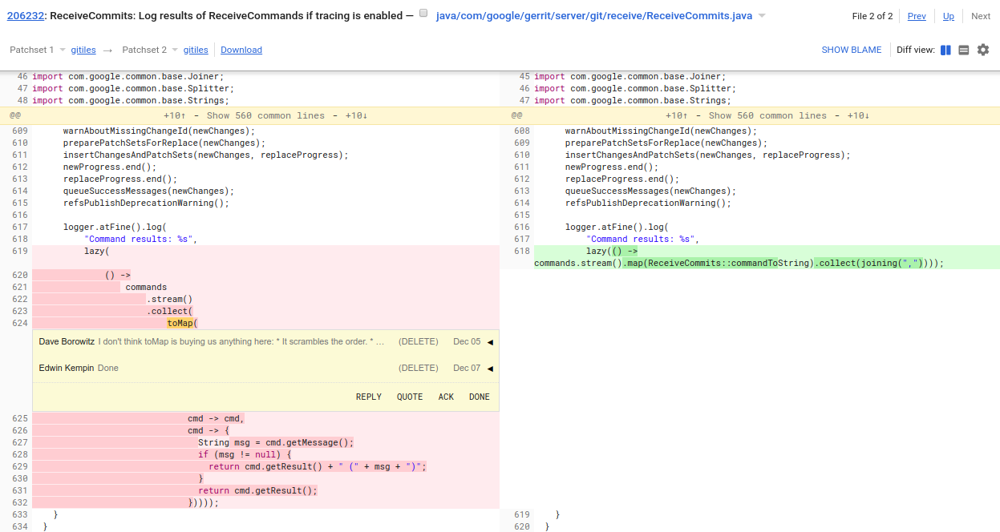 206232: ReceiveCommits: Log results of ReceiveCommands if tracing is enabled — java/com/google/gerrit/server/git/receive/ReceiveCommits.java File 2 of 2 Prev Up Next
Patchset 1 gitiles → Patchset 2 gitiles Download SHOW BLAME Diff view:
46 import com.google.common.base.Joiner;
47 import com.google.common.base.Splitter;
48 import com.google.common.base.Strings;
@@ +10↑ - Show 560 common lines - +10↓
609 warnAboutMissingChangeId(newChanges);
610 preparePatchSetsForReplace(newChanges);
611 insertChangesAndPatchSets(newChanges, replaceProgress);
612 newProgress.end();
613 replaceProgress.end();
614 queueSuccessMessages(newChanges);
615 refsPublishDeprecationWarning();
616
617 logger.atFine().log(
618 "Command results: %s",
619 lazy(
620 () ->
621 commands
622 .stream()
623 .collect(
624 toMap(
Dave Borowitz I don't think toMap is buying us anything here: * It scrambles the order. * ... (DELETE) Dec 05
Edwin Kempin Done (DELETE) Dec 07
REPLY QUOTE ACK DONE
625 cmd -> cmd,
626 cmd -> {
627 String msg = cmd.getMessage();
628 if (msg != null) {
629 return cmd.getResult() + " (" + msg + ")";
630 }
631 return cmd.getResult();
632 }))));
633 }
634 }
45 import com.google.common.base.Joiner;
46 import com.google.common.base.Splitter;
47 import com.google.common.base.Strings;
@@ +10↑ - Show 560 common lines - +10↓
608 warnAboutMissingChangeId(newChanges);
609 preparePatchSetsForReplace(newChanges);
610 insertChangesAndPatchSets(newChanges, replaceProgress);
611 newProgress.end();
612 replaceProgress.end();
613 queueSuccessMessages(newChanges);
614 refsPublishDeprecationWarning();
615
616 logger.atFine().log(
617 "Command results: %s",
618 lazy(() ->
commands.stream().map(ReceiveCommits::commandToString).collect(joining(","))));
619 }
620 }